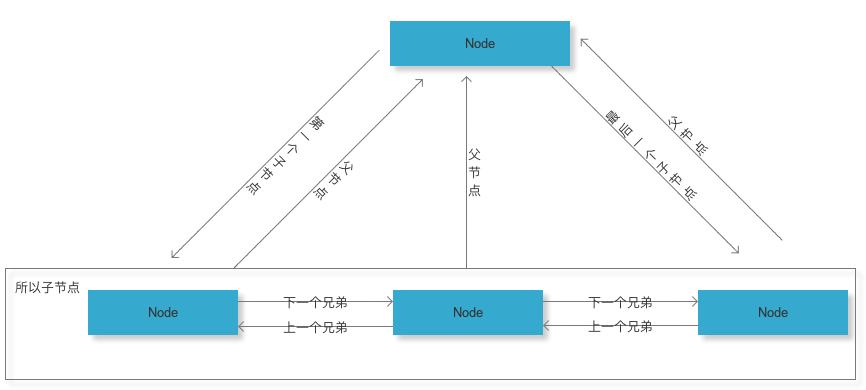 Node
第一个子节点
父节点
父节点
最后一个子节点
父节点
所以子节点
Node
下一个兄弟
上一个兄弟
Node
下一个兄弟
上一个兄弟
Node